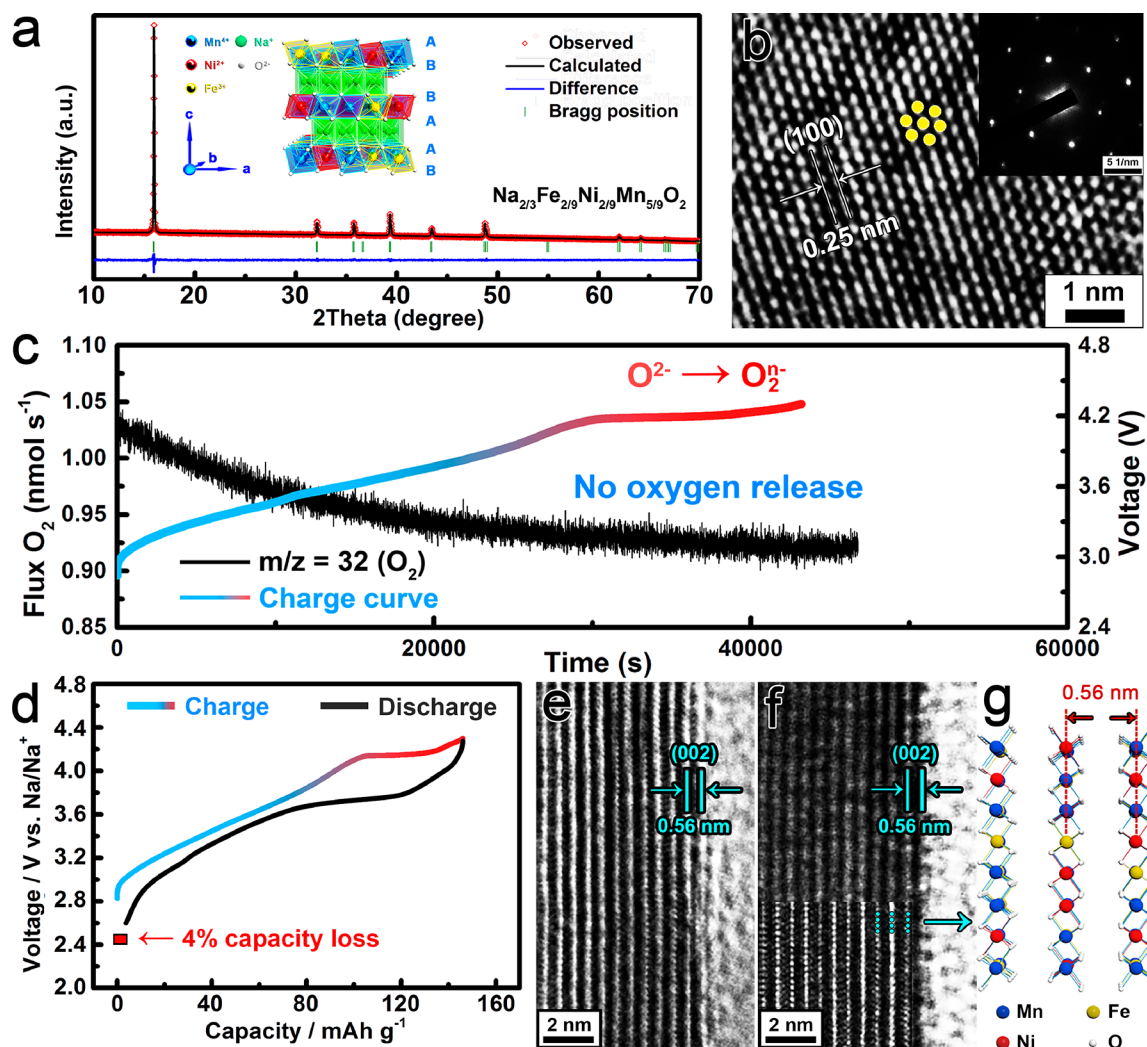 a
Mn⁴⁺ Na⁺
Ni²⁺ O²⁻
Fe³⁺
c
b
a
A
B
B
A
A
B
Observed
Calculated
Difference
Bragg position
Na2/3Fe2/9Ni2/9Mn5/9O2
Intensity (a.u.)
10 20 30 40 50 60 70
2Theta (degree)
b
(100)
0.25 nm
5 1/nm
1 nm
c
O²⁻ → O₂ⁿ⁻
No oxygen release
m/z = 32 (O₂)
Charge curve
Flux O₂ (nmol s⁻¹)
1.10
1.05
1.00
0.95
0.90
0.85
4.8
4.2
3.6
3.0
2.4
Voltage (V)
0 20000 40000 60000
Time (s)
d
Charge Discharge
4% capacity loss
Voltage / V vs. Na/Na⁺
4.8
4.4
4.0
3.6
3.2
2.8
2.4
2.0
0 40 80 120 160
Capacity / mAh g⁻¹
e
(002)
0.56 nm
2 nm
f
(002)
0.56 nm
2 nm
g
0.56 nm
Mn Fe
Ni O